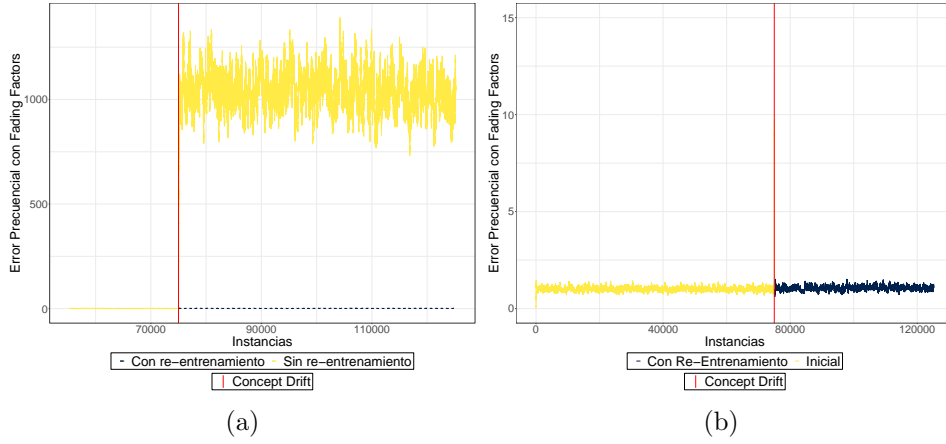 Error Precuencial con Fading Factors
1000
500
0
70000
90000
110000
Instancias
Con re−entrenamiento
Sin re−entrenamiento
Concept Drift
(a)
Error Precuencial con Fading Factors
15
10
5
0
0
40000
80000
120000
Instancias
Con Re−Entrenamiento
Inicial
Concept Drift
(b)